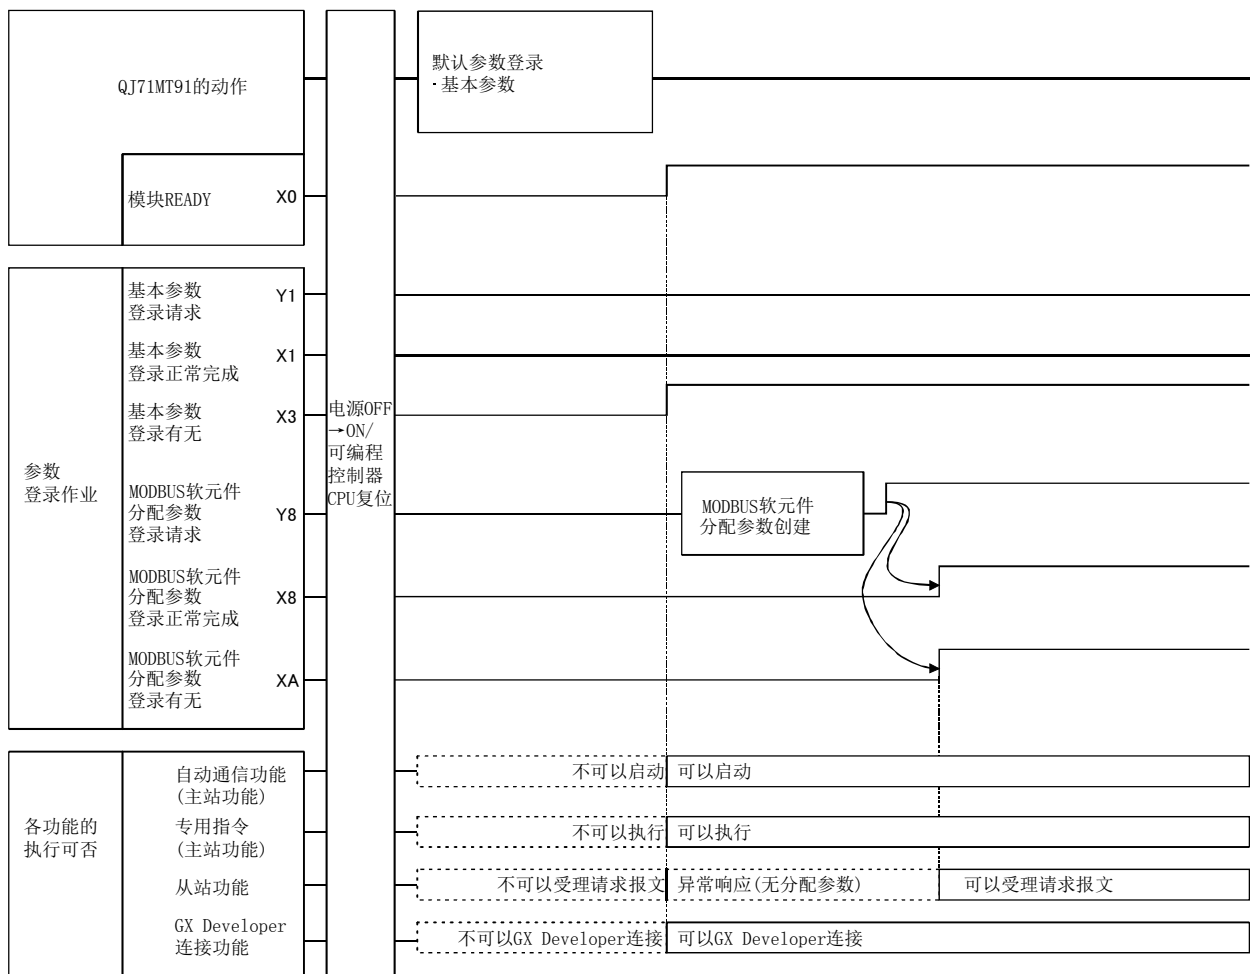 QJ71MT91的动作
默认参数登录
·基本参数
模块READY X0
基本参数
登录请求
Y1
基本参数
登录正常完成
X1
基本参数
登录有无
X3
电源OFF
→ON/
可编程
控制器
CPU复位
参数
登录作业
MODBUS软元件
分配参数
登录请求
Y8
MODBUS软元件
分配参数创建
MODBUS软元件
分配参数
登录正常完成
X8
MODBUS软元件
分配参数
登录有无
XA
各功能的
执行可否
自动通信功能
(主站功能)
不可以启动 可以启动
专用指令
(主站功能)
不可以执行 可以执行
从站功能
不可以受理请求报文 异常响应(无分配参数) 可以受理请求报文
GX Developer
连接功能
不可以GX Developer连接 可以GX Developer连接